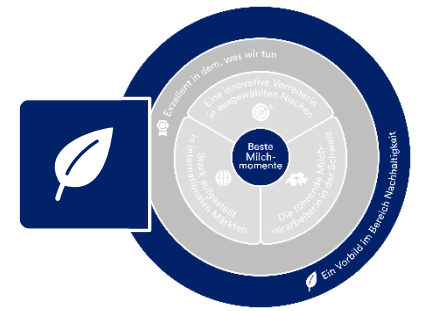 Exzellent in dem, was wir tun
Eine innovative Vorreiterin
in ausgewählten Nischen
Beste
Milch-
momente
Stark aufgestellt
in internationalen Märkten
Die führende Milch-
verarbeiterin in der Schweiz
Ein Vorbild im Bereich Nachhaltigkeit